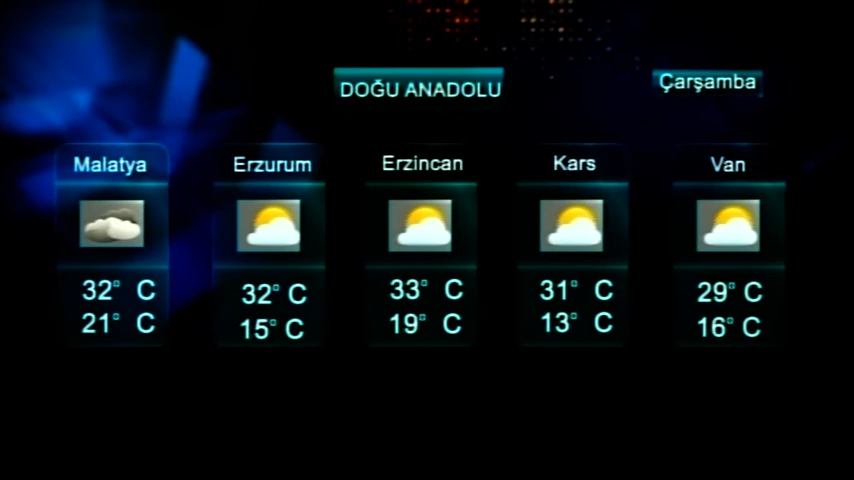 DOĞU ANADOLU
Çarşamba
Malatya
32° C
21° C
Erzurum
32° C
15° C
Erzincan
33° C
19° C
Kars
31° C
13° C
Van
29° C
16° C